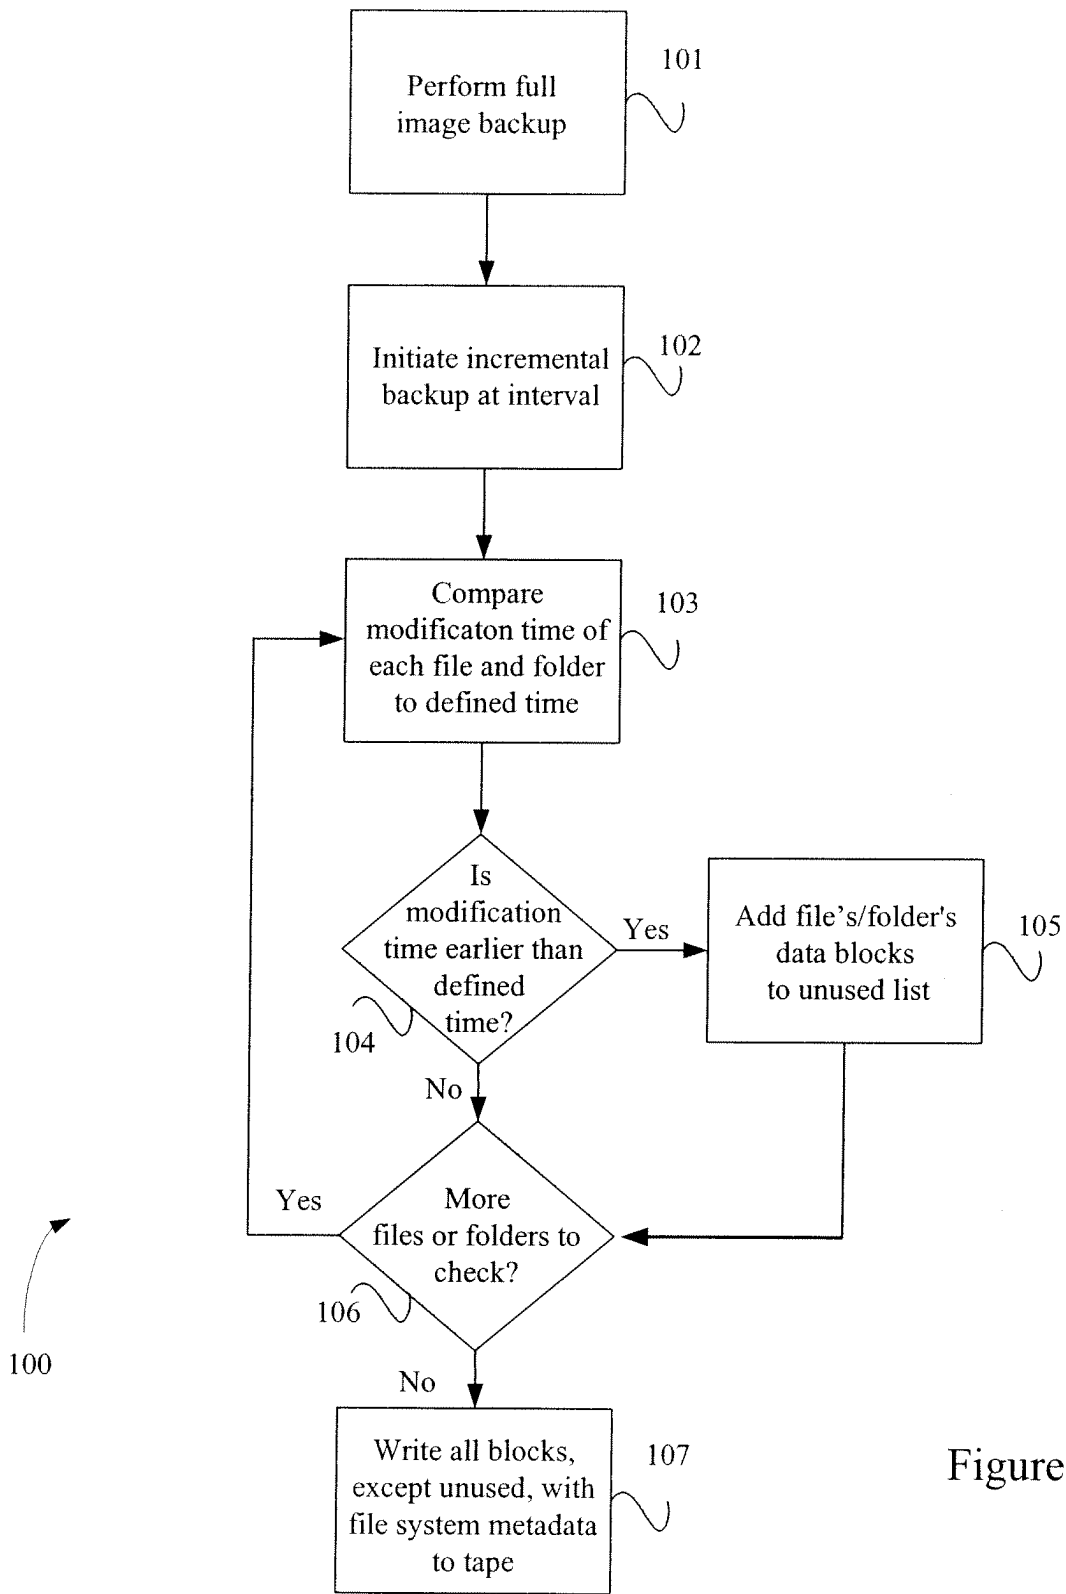 Perform full
image backup
101
Initiate incremental
backup at interval
102
Compare
modificaton time of
each file and folder
to defined time
103
Is
modification
time earlier than
defined
time?
104
Yes
Add file's/folder's
data blocks
to unused list
105
No
More
files or folders to
check?
106
Yes
100
No
Write all blocks,
except unused, with
file system metadata
to tape
107
Figure